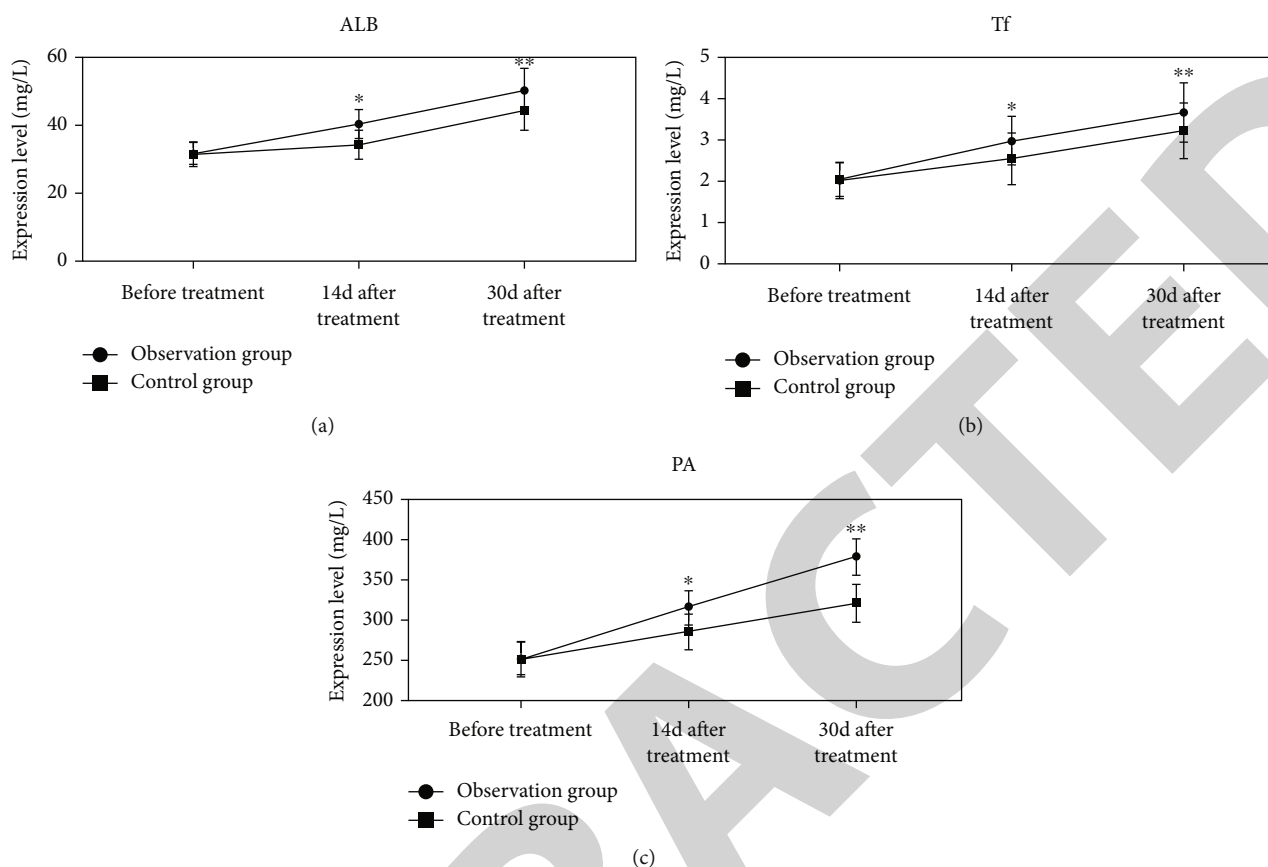 ALB
60
40
20
0
Expression level (mg/L)
*
**
Before treatment
14d after
treatment
30d after
treatment
Observation group
Control group
(a)
Tf
5
4
3
2
1
0
Expression level (mg/L)
*
**
Before treatment
14d after
treatment
30d after
treatment
Observation group
Control group
(b)
PA
450
400
350
300
250
200
Expression level (mg/L)
*
**
Before treatment
14d after
treatment
30d after
treatment
Observation group
Control group
(c)
RACTED